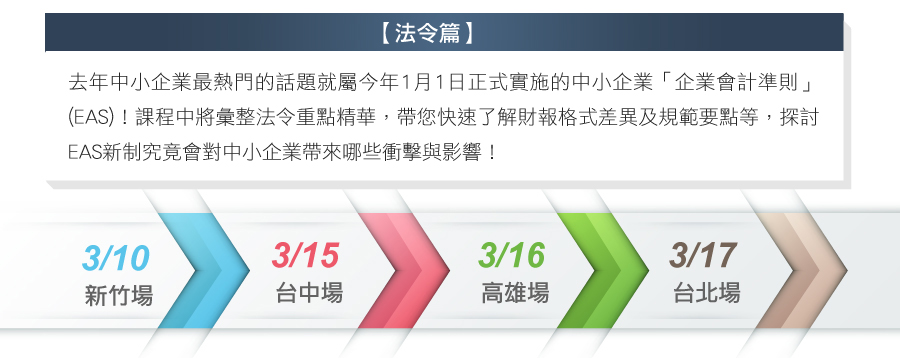 【法令篇】
去年中小企業最熱門的話題就屬今年1月1日正式實施的中小企業「企業會計準則」
(EAS)！課程中將彙整法令重點精華，帶您快速了解財報格式差異及規範要點等，探討
EAS新制究竟會對中小企業帶來哪些衝擊與影響！
3/10 3/15 3/16 3/17
新竹場 台中場 高雄場 台北場